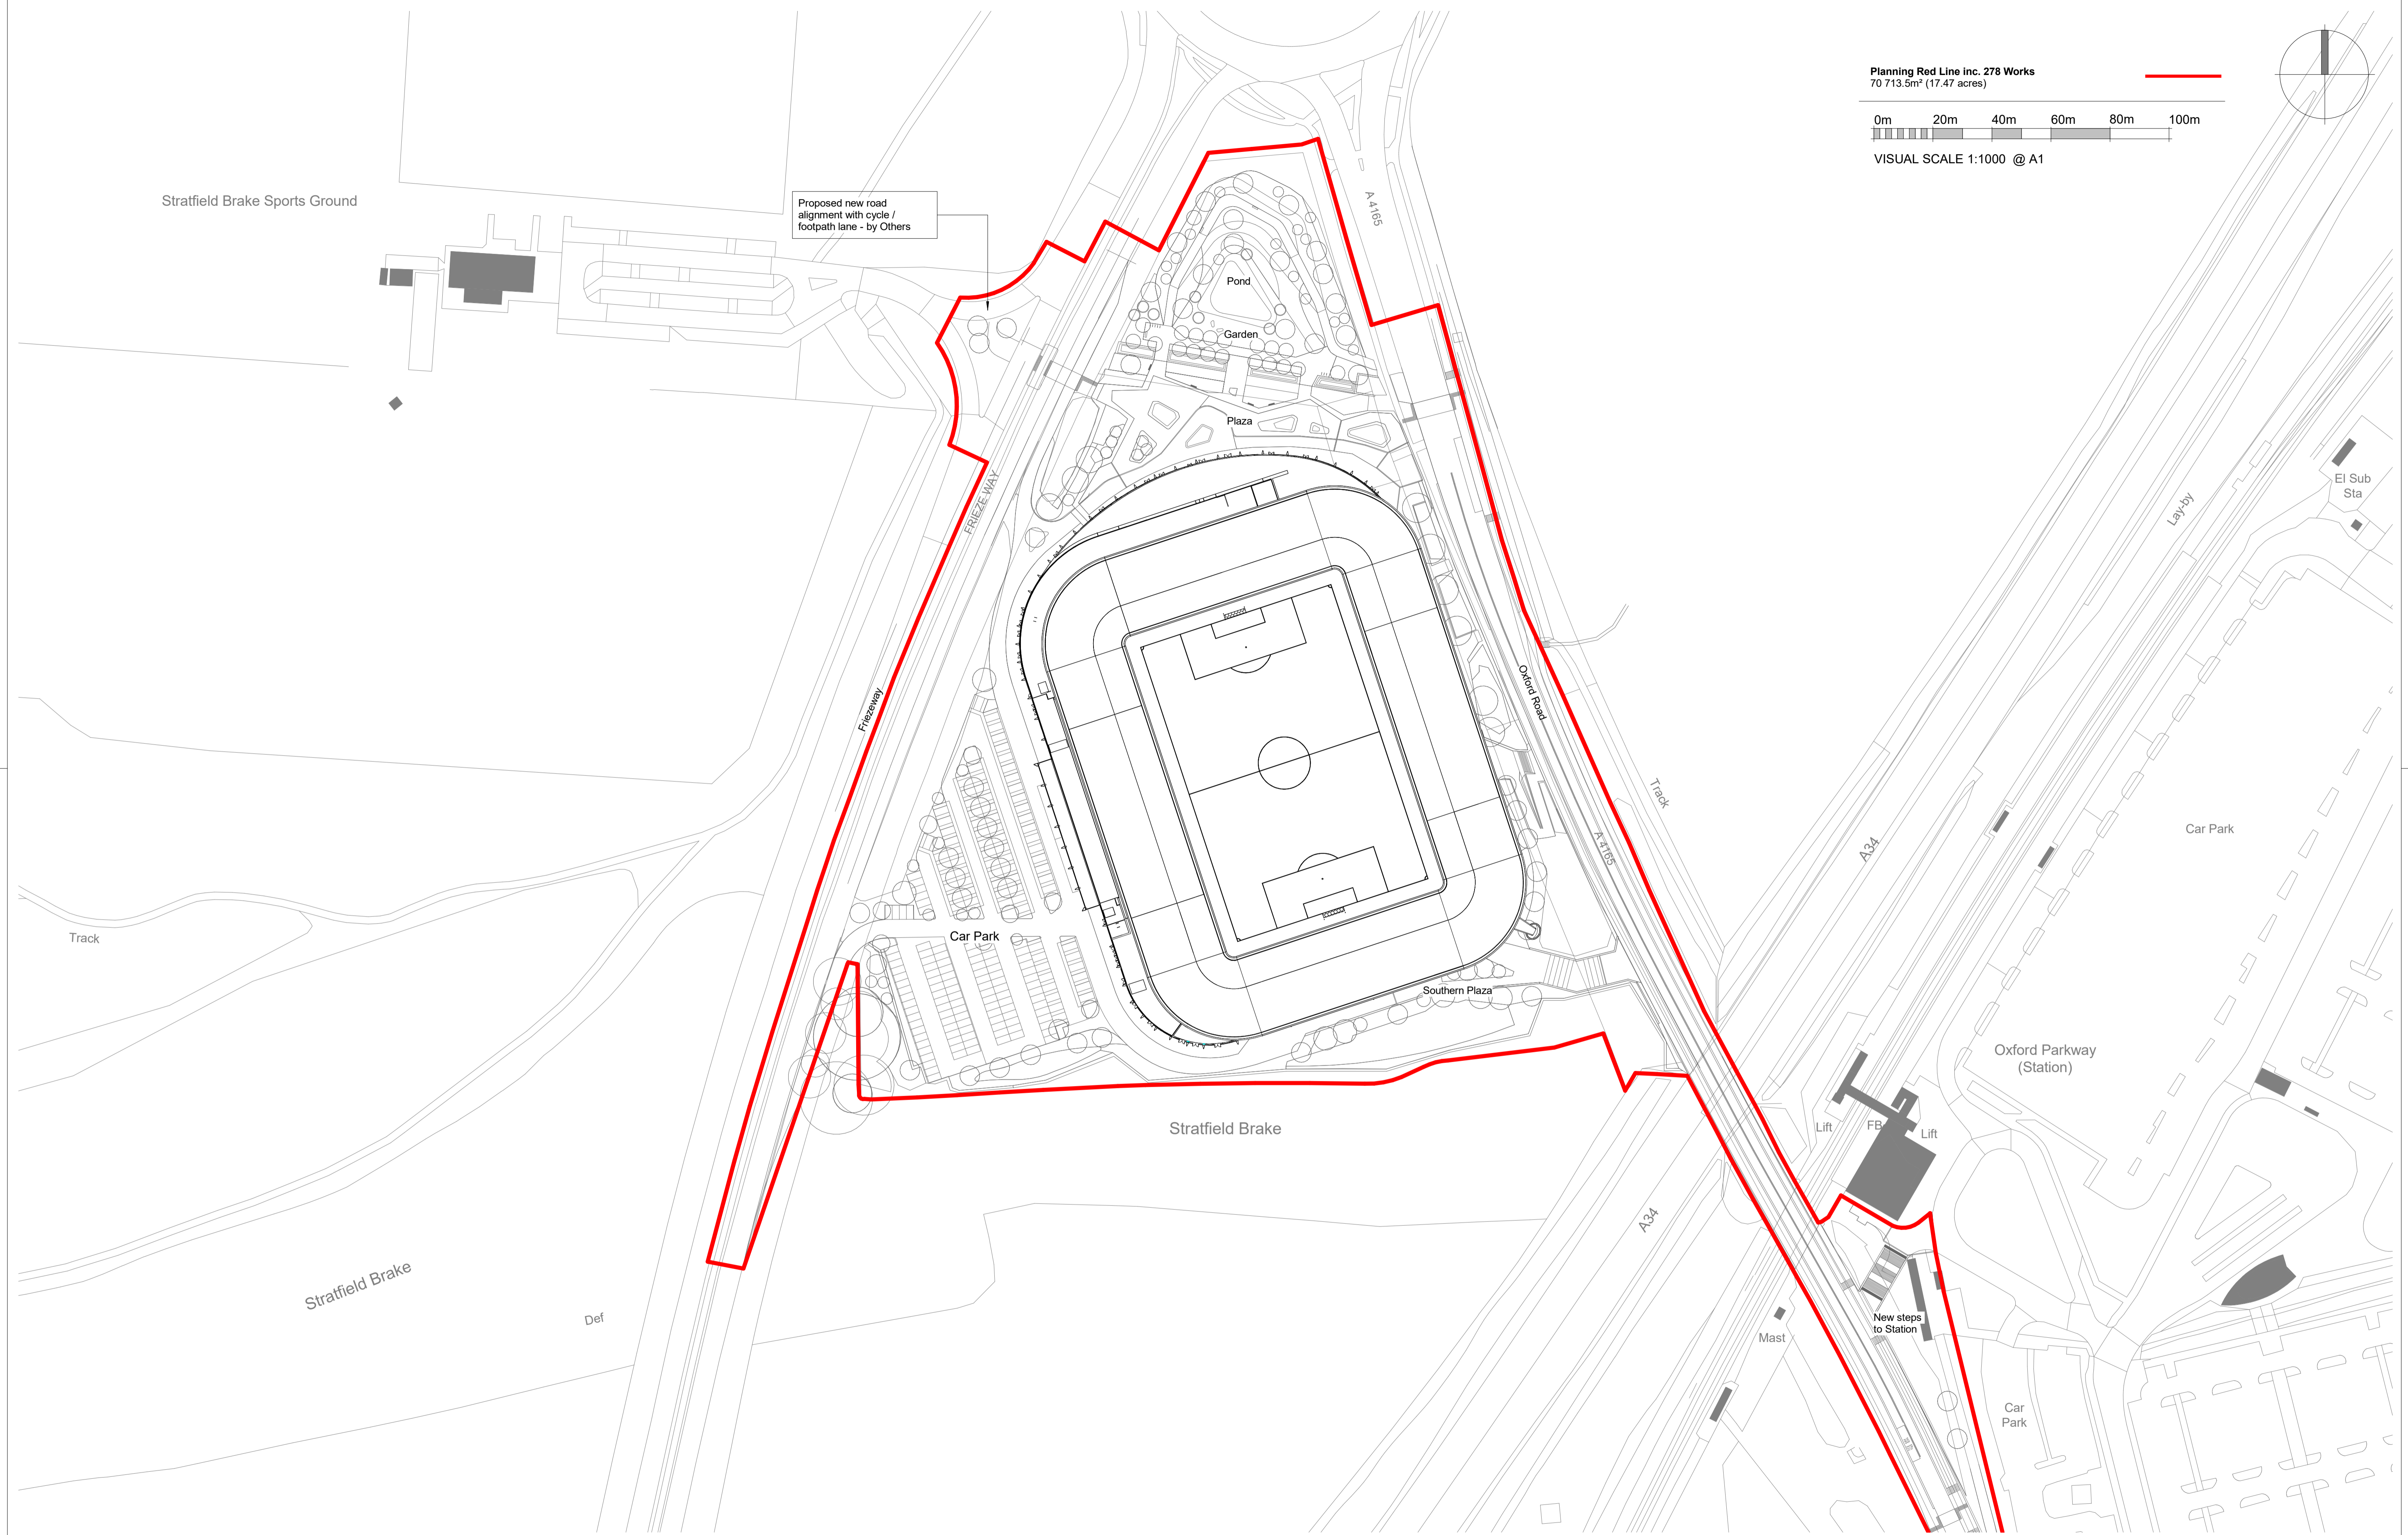 Planning Red Line inc. 278 Works
70 713.5m² (17.47 acres)
0m 20m 40m 60m 80m 100m
VISUAL SCALE 1:1000 @ A1
Stratfield Brake Sports Ground
Proposed new road
alignment with cycle /
footpath lane - by Others
A 4165
Pond
Garden
Plaza
FRIEZE WAY
El Sub
Sta
Lay-by
Friezeway
Oxford Road
Track
A 4165
A34
Car Park
Track
Car Park
Southern Plaza
Oxford Parkway
(Station)
Stratfield Brake
Lift
FB
Lift
A34
Stratfield Brake
Def
New steps
to Station
Mast
Car
Park